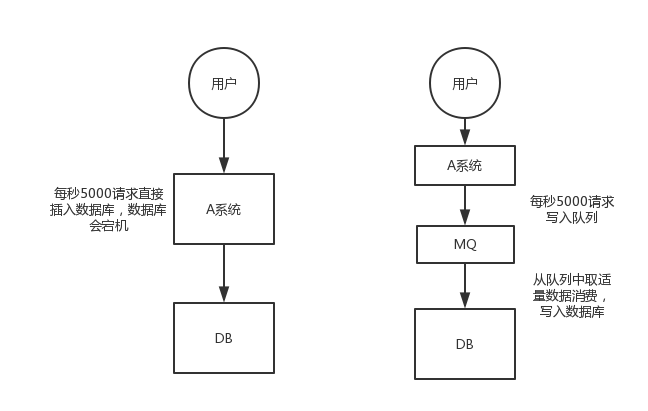 用户
每秒5000请求直接
插入数据库，数据库
会宕机
A系统
DB
用户
A系统
每秒5000请求
写入队列
MQ
从队列中取适
量数据消费，
写入数据库
DB